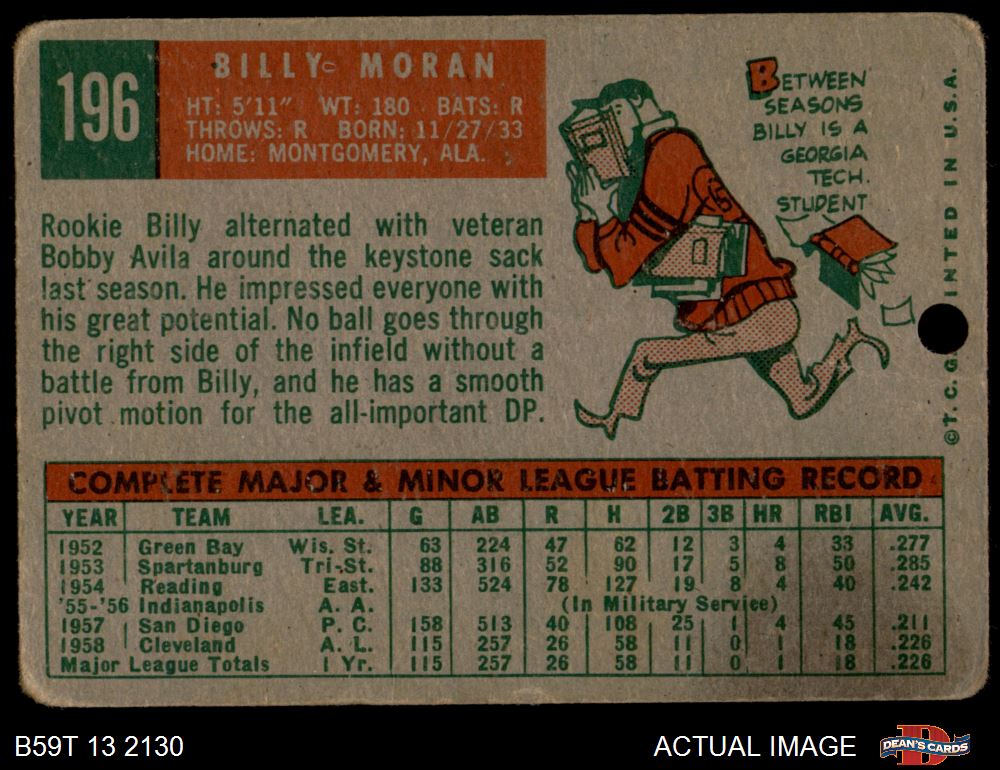 196
BILLY MORAN
HT: 5'11" WT: 180 BATS: R
THROWS: R BORN: 11/27/33
HOME: MONTGOMERY, ALA.
Rookie Billy alternated with veteran
Bobby Avila around the keystone sack
last season. He impressed everyone with
his great potential. No ball goes through
the right side of the infield without a
battle from Billy, and he has a smooth
pivot motion for the all-important DP.
BETWEEN
SEASONS
BILLY IS A
GEORGIA
TECH.
STUDENT
©T. C. G. INTED IN U.S.A.
COMPLETE MAJOR & MINOR LEAGUE BATTING RECORD
YEAR TEAM LEA. G AB R H 2B 3B HR RBI AVG.
1952 Green Bay Wis. St. 63 224 47 62 12 3 4 33 .277
1953 Spartanburg Tri-St. 88 316 52 90 17 5 8 50 .285
1954 Reading East. 133 524 78 127 19 8 4 40 .242
'55-'56 Indianapolis A. A. (In Military Service)
1957 San Diego P. C. 158 513 40 108 25 1 4 45 .211
1958 Cleveland A. L. 115 257 26 58 11 0 1 18 .226
Major League Totals 1 Yr. 115 257 26 58 11 0 1 18 .226
B59T 13 2130
ACTUAL IMAGE
DEAN'S CARDS